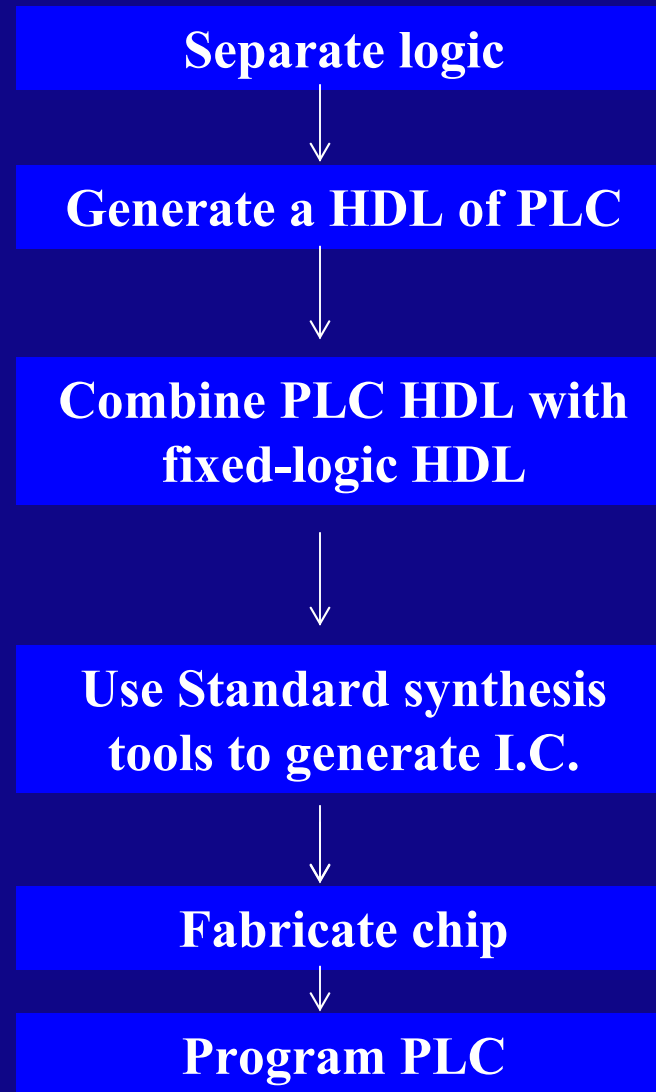 Separate logic
Generate a HDL of PLC
Combine PLC HDL with
fixed-logic HDL
Use Standard synthesis
tools to generate I.C.
Fabricate chip
Program PLC